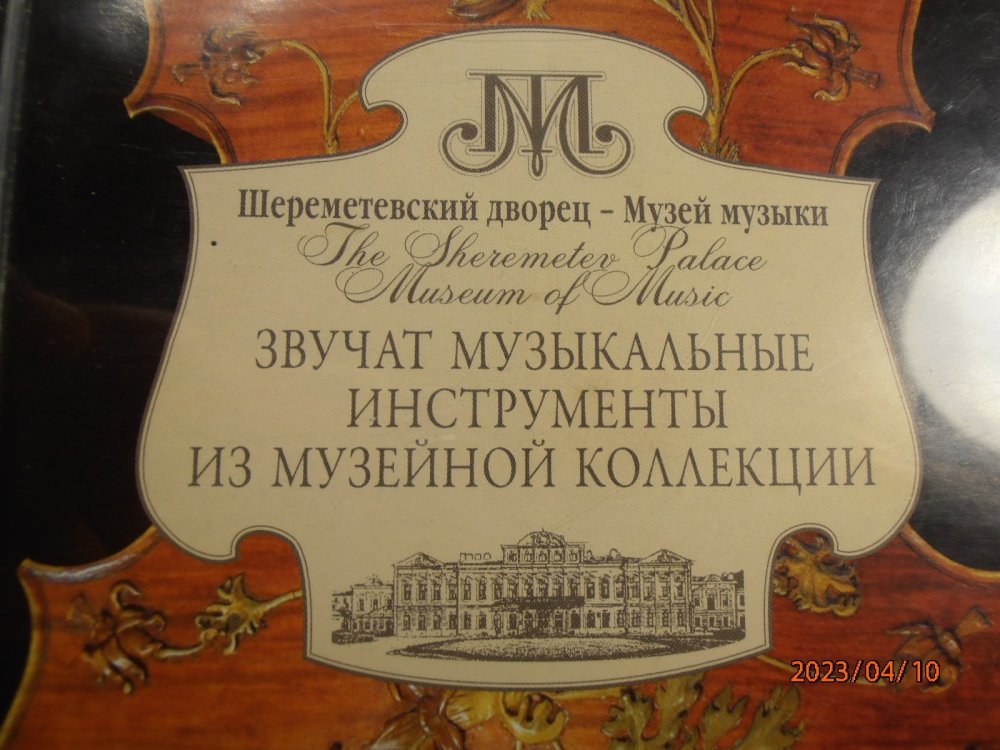 Шереметевский дворец – Музей музыки
The Sheremetev Palace
Museum of Music
ЗВУЧАТ МУЗЫКАЛЬНЫЕ
ИНСТРУМЕНТЫ
ИЗ МУЗЕЙНОЙ КОЛЛЕКЦИИ
2023/04/10